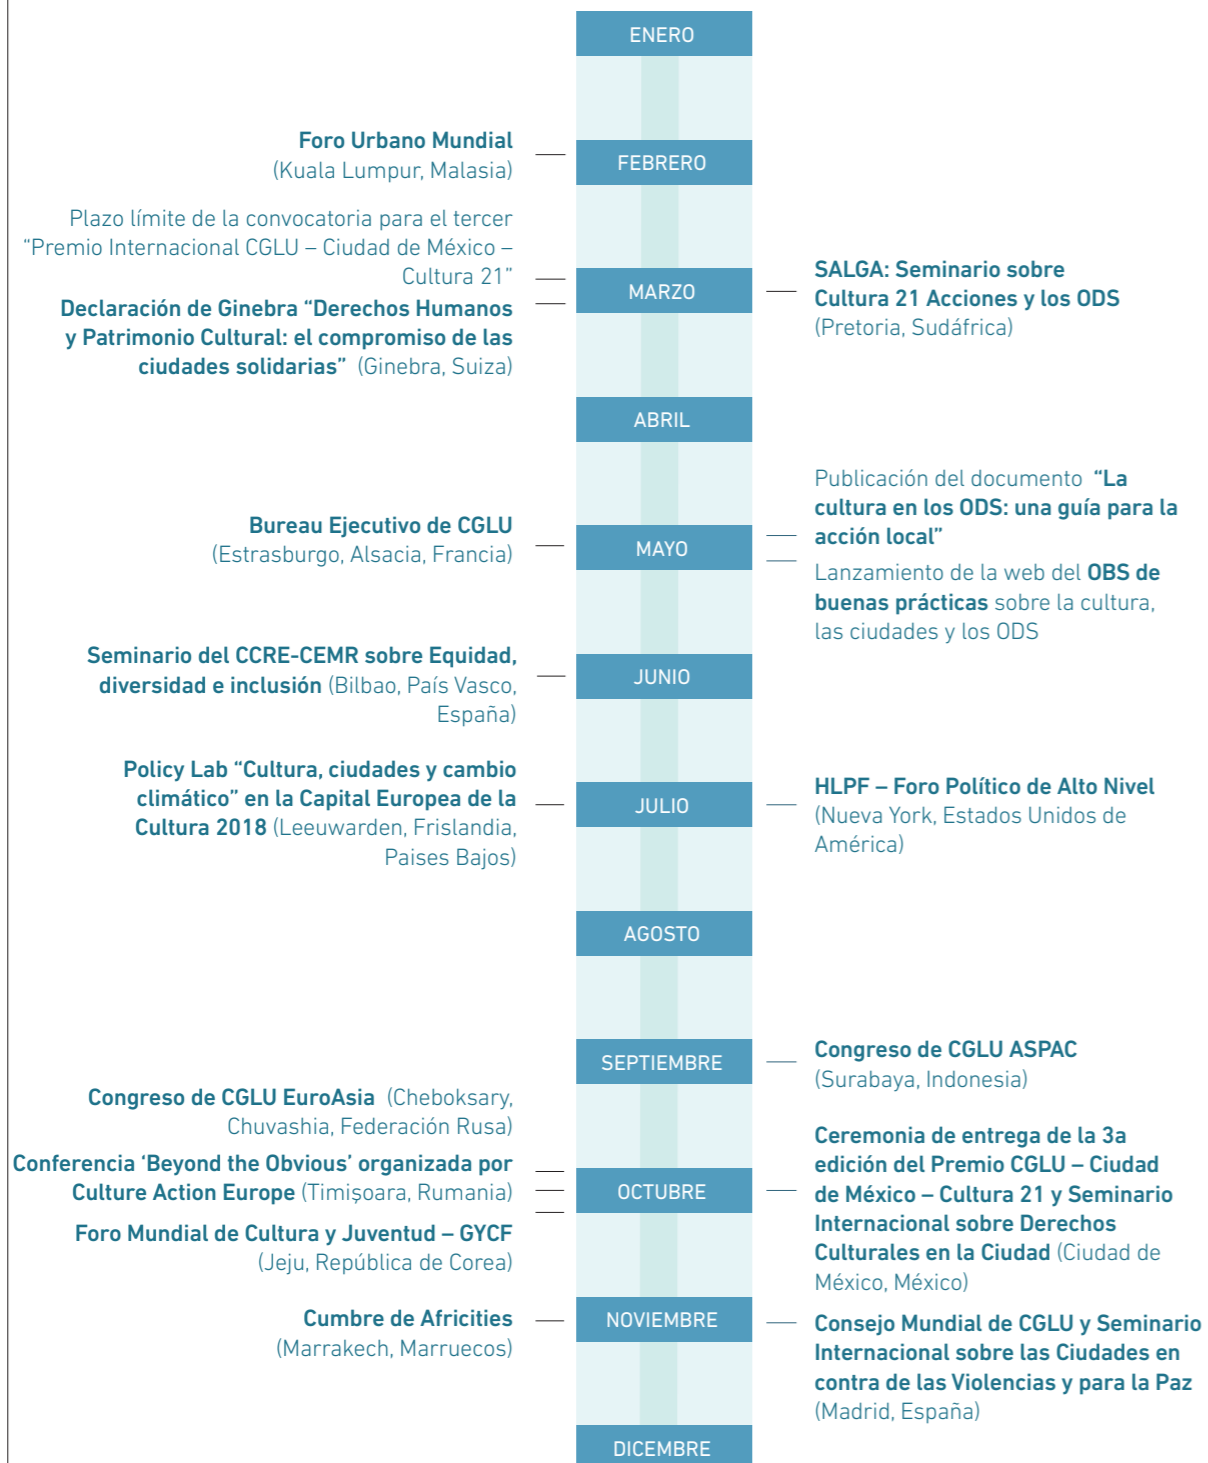 ENERO
Foro Urbano Mundial
(Kuala Lumpur, Malasia)
FEBRERO
Plazo límite de la convocatoria para el tercer
“Premio Internacional CGLU – Ciudad de México –
Cultura 21”
Declaración de Ginebra “Derechos Humanos
y Patrimonio Cultural: el compromiso de las
ciudades solidarias” (Ginebra, Suiza)
MARZO
SALGA: Seminario sobre
Cultura 21 Acciones y los ODS
(Pretoria, Sudáfrica)
ABRIL
Bureau Ejecutivo de CGLU
(Estrasburgo, Alsacia, Francia)
MAYO
Publicación del documento “La
cultura en los ODS: una guía para la
acción local”
Lanzamiento de la web del OBS de
buenas prácticas sobre la cultura,
las ciudades y los ODS
Seminario del CCRE-CEMR sobre Equidad,
diversidad e inclusión (Bilbao, País Vasco,
España)
JUNIO
Policy Lab “Cultura, ciudades y cambio
climático” en la Capital Europea de la
Cultura 2018 (Leeuwarden, Frislandia,
Paises Bajos)
JULIO
HLPF – Foro Político de Alto Nivel
(Nueva York, Estados Unidos de
América)
AGOSTO
SEPTIEMBRE
Congreso de CGLU ASPAC
(Surabaya, Indonesia)
Congreso de CGLU EuroAsia (Cheboksary,
Chuvashia, Federación Rusa)
Conferencia ‘Beyond the Obvious’ organizada por
Culture Action Europe (Timișoara, Rumania)
Foro Mundial de Cultura y Juventud – GYCF
(Jeju, República de Corea)
OCTUBRE
Ceremonia de entrega de la 3a
edición del Premio CGLU – Ciudad
de México – Cultura 21 y Seminario
Internacional sobre Derechos
Culturales en la Ciudad (Ciudad de
México, México)
Cumbre de Africities
(Marrakech, Marruecos)
NOVIEMBRE
Consejo Mundial de CGLU y Seminario
Internacional sobre las Ciudades en
contra de las Violencias y para la Paz
(Madrid, España)
DICEMBRE